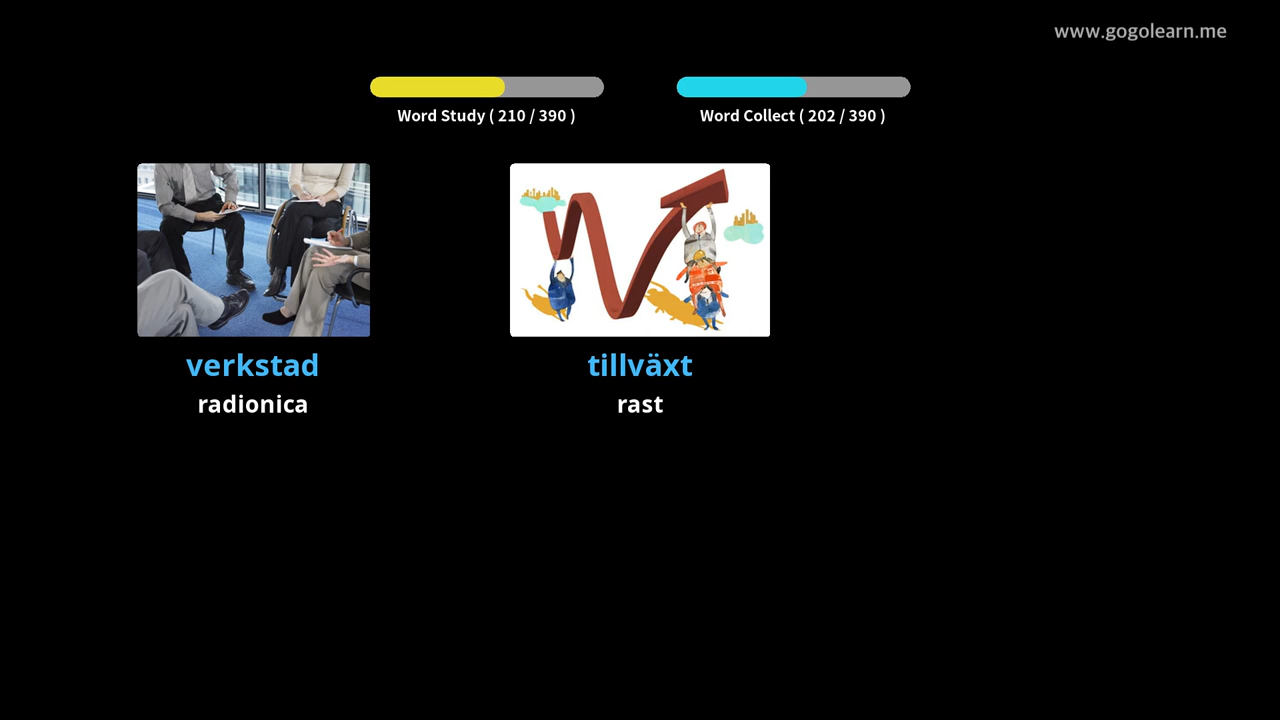 www.gogolearn.me
Word Study ( 210 / 390 )
Word Collect ( 202 / 390 )
verkstad
radionica
tillväxt
rast